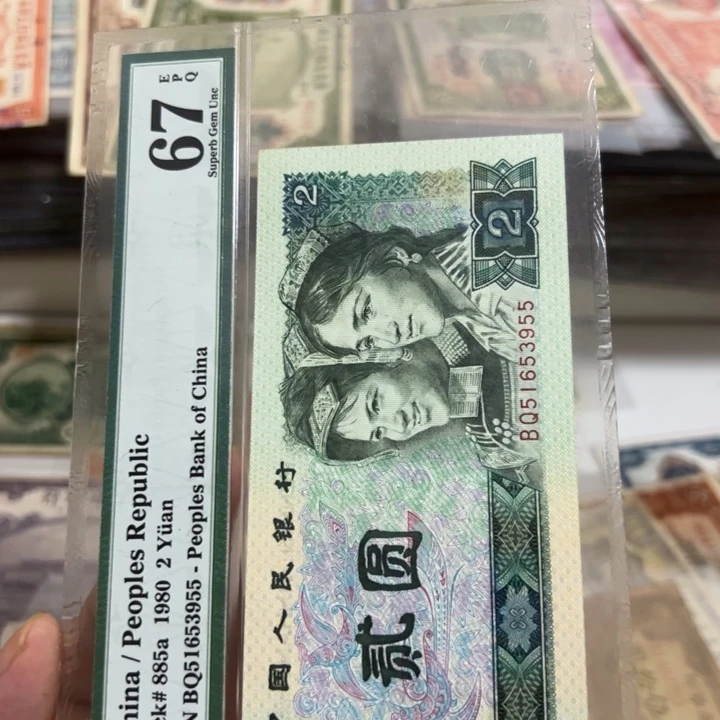 67
EPQ
Superb Gem Unc
hina / Peoples Republic
ck# 885a 1980 2 Yüan
N BQ51653955 - Peoples Bank of China
2
2
BQ51653955
国人民银行
贰圆